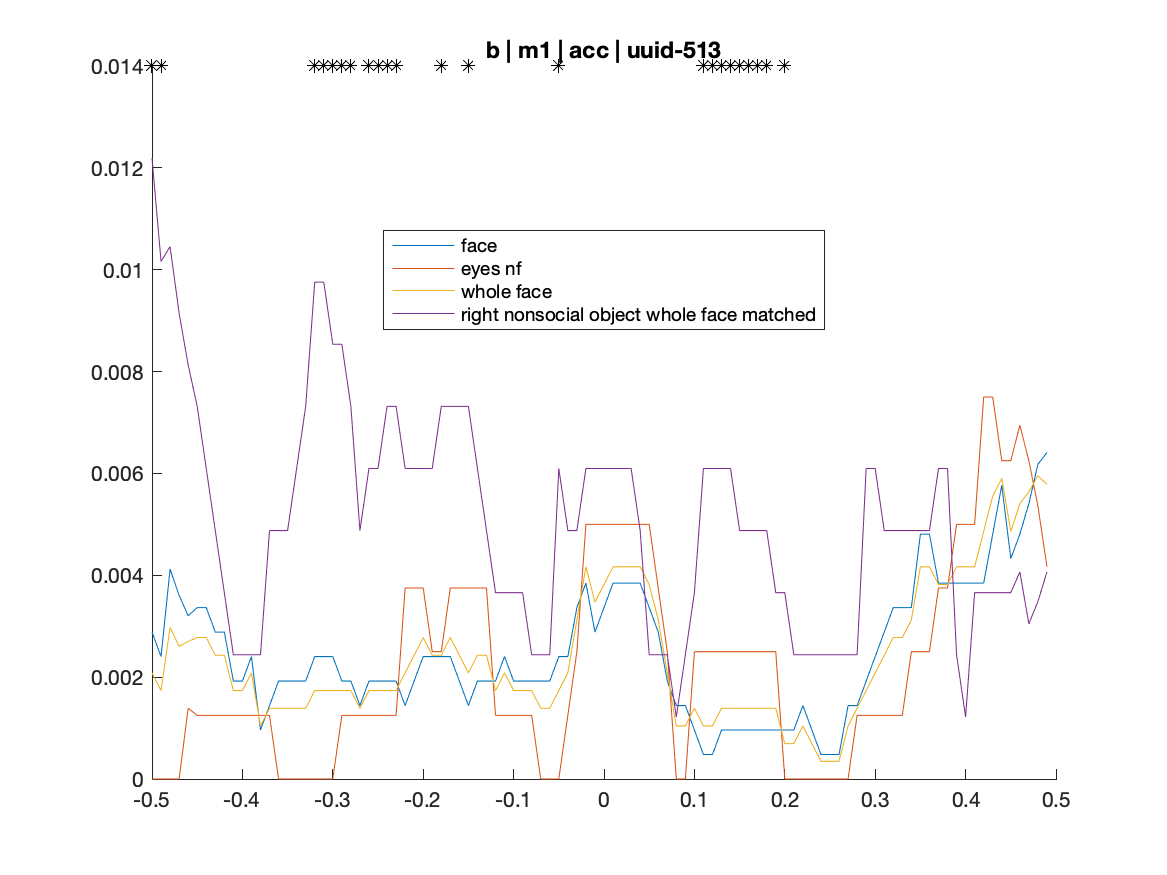 b | m1 | acc | uuid-513
0.014
0.012
0.01
0.008
0.006
0.004
0.002
0
face
eyes nf
whole face
right nonsocial object whole face matched
-0.5 -0.4 -0.3 -0.2 -0.1 0 0.1 0.2 0.3 0.4 0.5